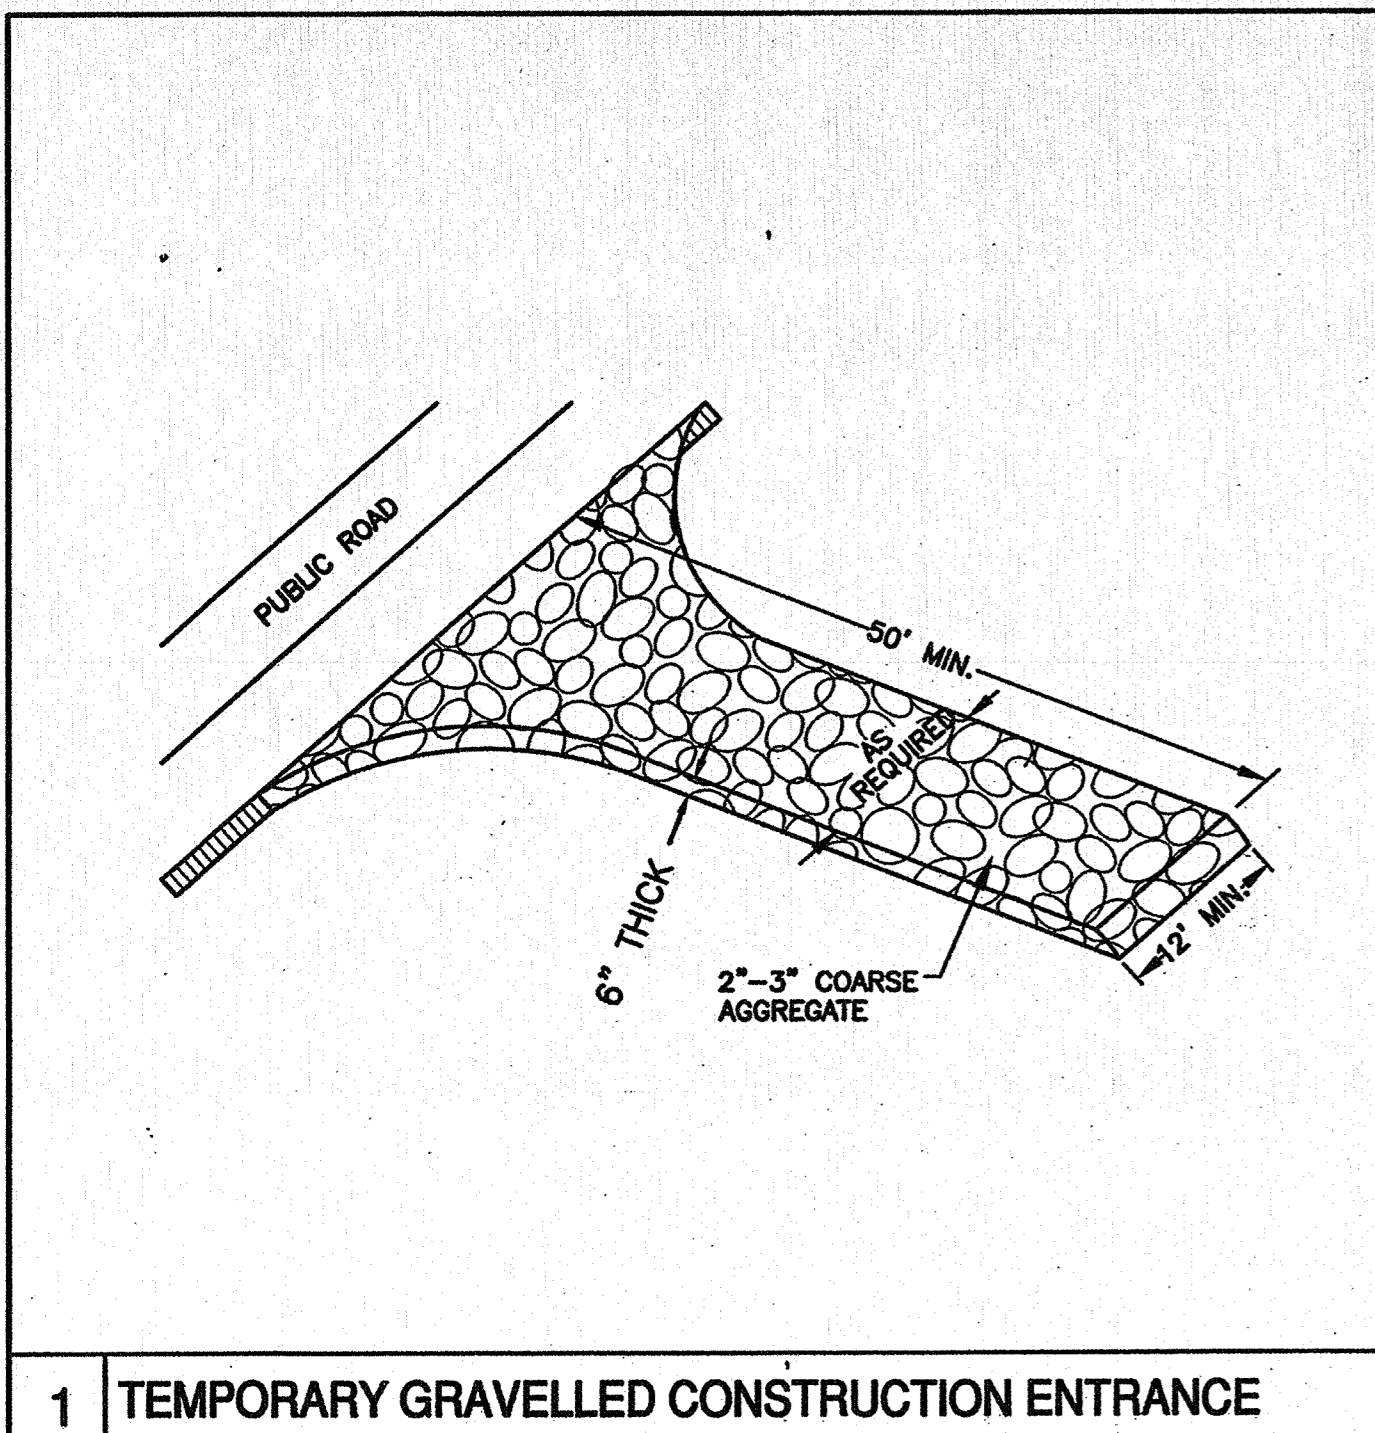 PUBLIC ROAD
50' MIN.
AS
REQUIRED
6" THICK
12' MIN.
2"-3" COARSE
AGGREGATE
1
TEMPORARY GRAVELLED CONSTRUCTION ENTRANCE